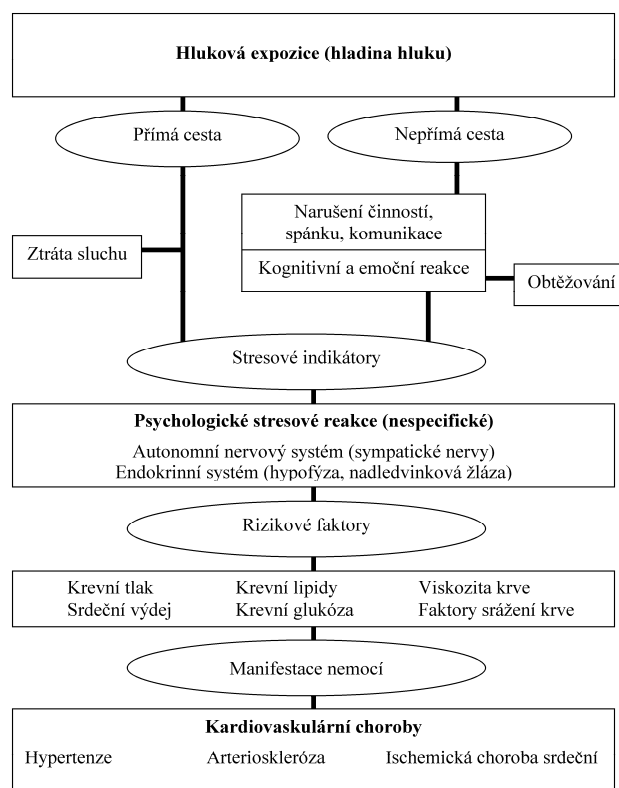 Hluková expozice (hladina hluku)
Přímá cesta
Nepřímá cesta
Narušení činností,
spánku, komunikace
Ztráta sluchu
Kognitivní a emoční reakce
Obtěžování
Stresové indikátory
Psychologické stresové reakce (nespecifické)
Autonomní nervový systém (sympatické nervy)
Endokrinní systém (hypofýza, nadledvinková žláza)
Rizikové faktory
Krevní tlak Krevní lipidy Viskozita krve
Srdeční výdej Krevní glukóza Faktory srážení krve
Manifestace nemocí
Kardiovaskulární choroby
Hypertenze Arterioskleróza Ischemická choroba srdeční